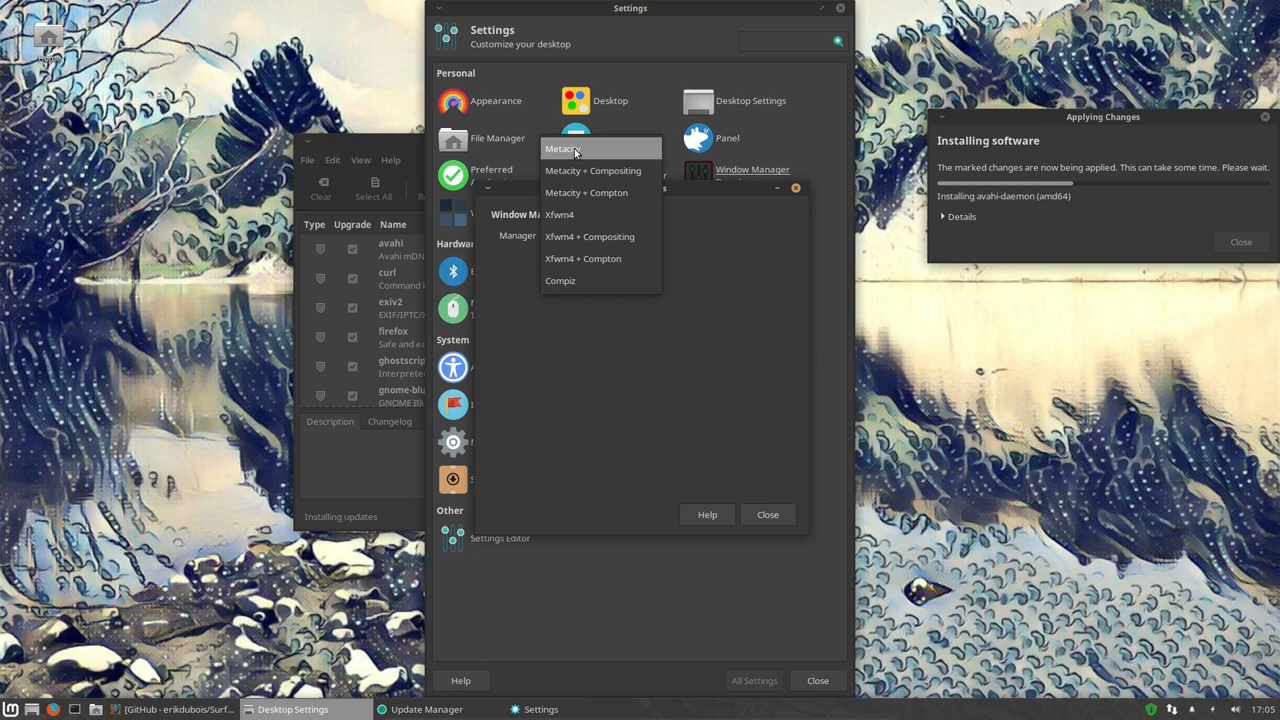 Settings
Settings
Customize your desktop
Personal
Appearance
Desktop
Desktop Settings
File Manager
Panel
Preferred
Window Manager
Hardwa
System
Other
Settings Editor
Help
All Settings
Close
Home
File Edit View Help
Clear
Select All
Type Upgrade Name
avahi
Avahi mDN
curl
Command l
exiv2
EXIF/IPTC/X
firefox
Safe and ea
ghostscrip
Interprete
gnome-blu
GNOME Blu
Description Changelog
Installing updates
Window Ma
Manager
Metacity
Metacity + Compositing
Metacity + Compton
Xfwm4
Xfwm4 + Compositing
Xfwm4 + Compton
Compiz
Help
Close
Applying Changes
Installing software
The marked changes are now being applied. This can take some time. Please wait.
Installing avahi-daemon (amd64)
Details
Close
[GitHub - erikdubois/Surf...
Desktop Settings
Update Manager
Settings
17:05